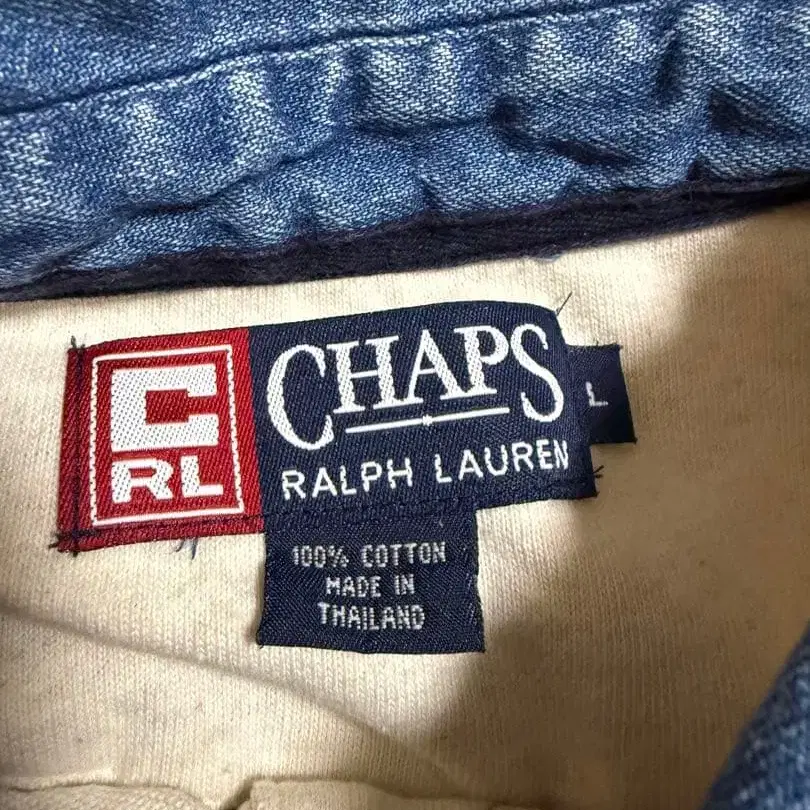 C
RL
CHAPS
RALPH LAUREN
L
100% COTTON
MADE IN
THAILAND